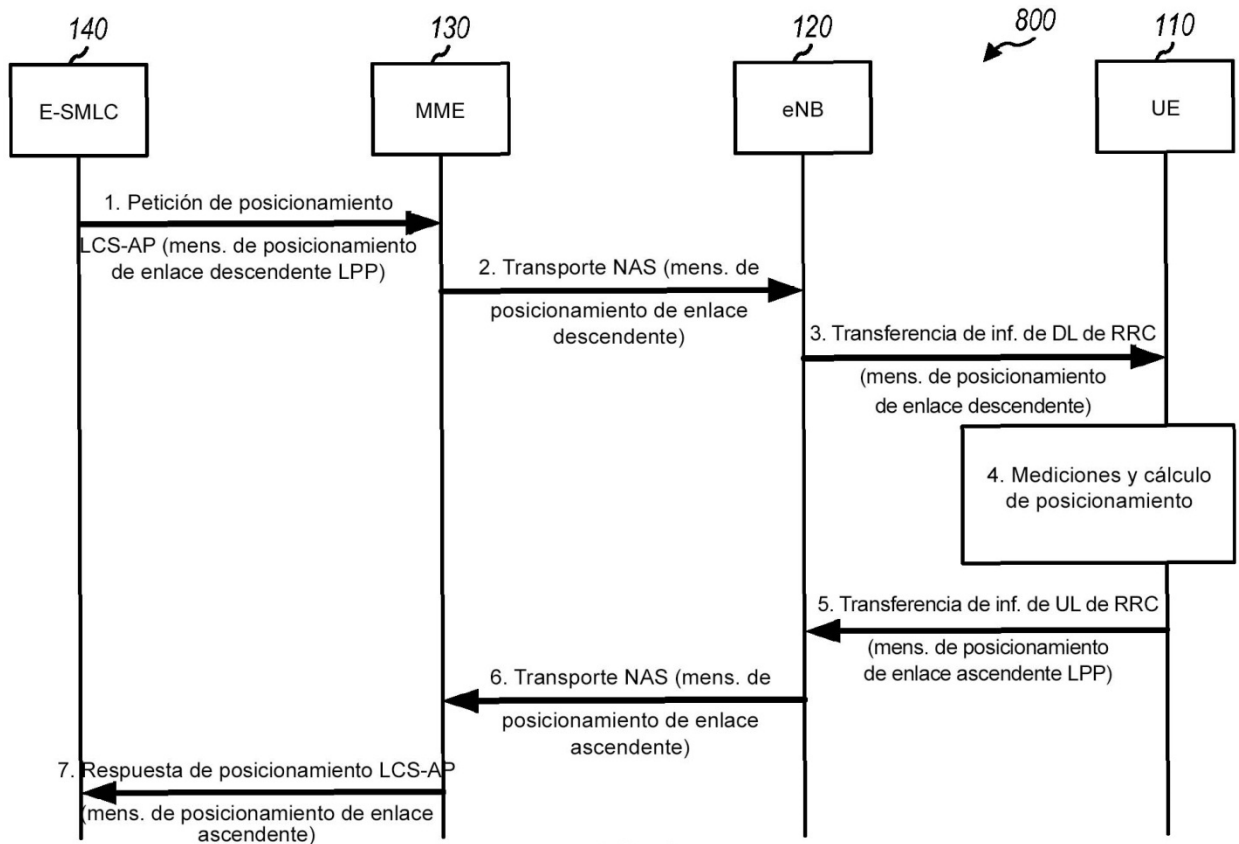 140
130
120
800
110
E-SMLC
MME
eNB
UE
1. Petición de posicionamiento
LCS-AP (mens. de posicionamiento
de enlace descendente LPP)
2. Transporte NAS (mens. de
posicionamiento de enlace
descendente)
3. Transferencia de inf. de DL de RRC
(mens. de posicionamiento
de enlace descendente)
4. Mediciones y cálculo
de posicionamiento
5. Transferencia de inf. de UL de RRC
(mens. de posicionamiento
de enlace ascendente LPP)
6. Transporte NAS (mens. de
posicionamiento de enlace
ascendente)
7. Respuesta de posicionamiento LCS-AP
(mens. de posicionamiento de enlace
ascendente)